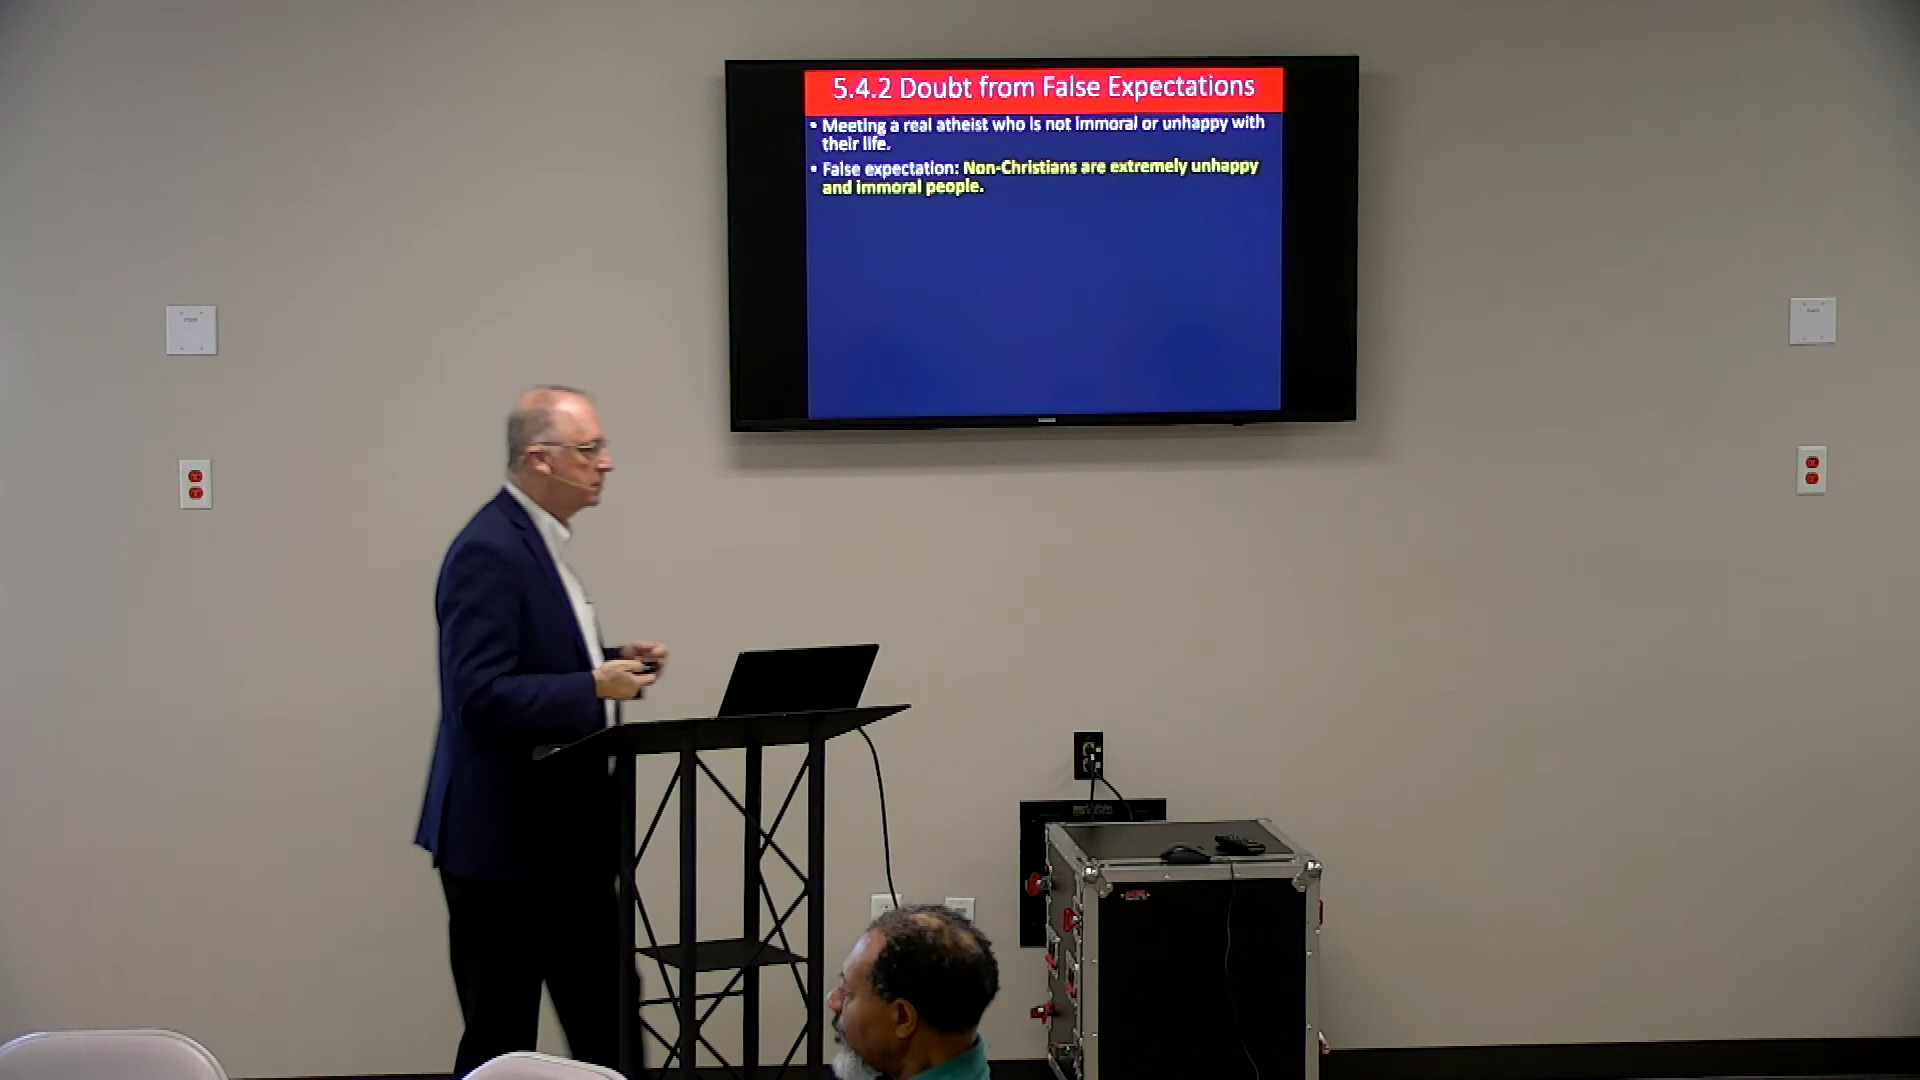 5.4.2 Doubt from False Expectations
• Meeting a real atheist who is not immoral or unhappy with
their life.
• False expectation: Non-Christians are extremely unhappy
and immoral people.